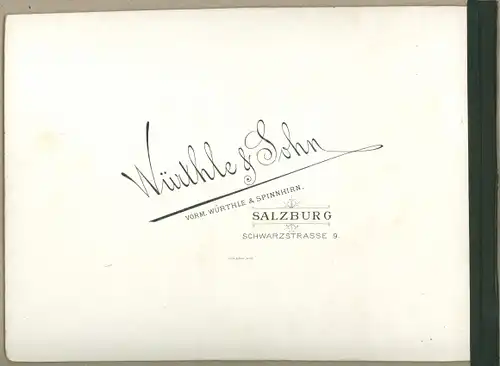 Würthle & Sohn
VORM. WÜRTHLE & SPINNHIRN.
SALZBURG
SCHWARZSTRASSE 9.